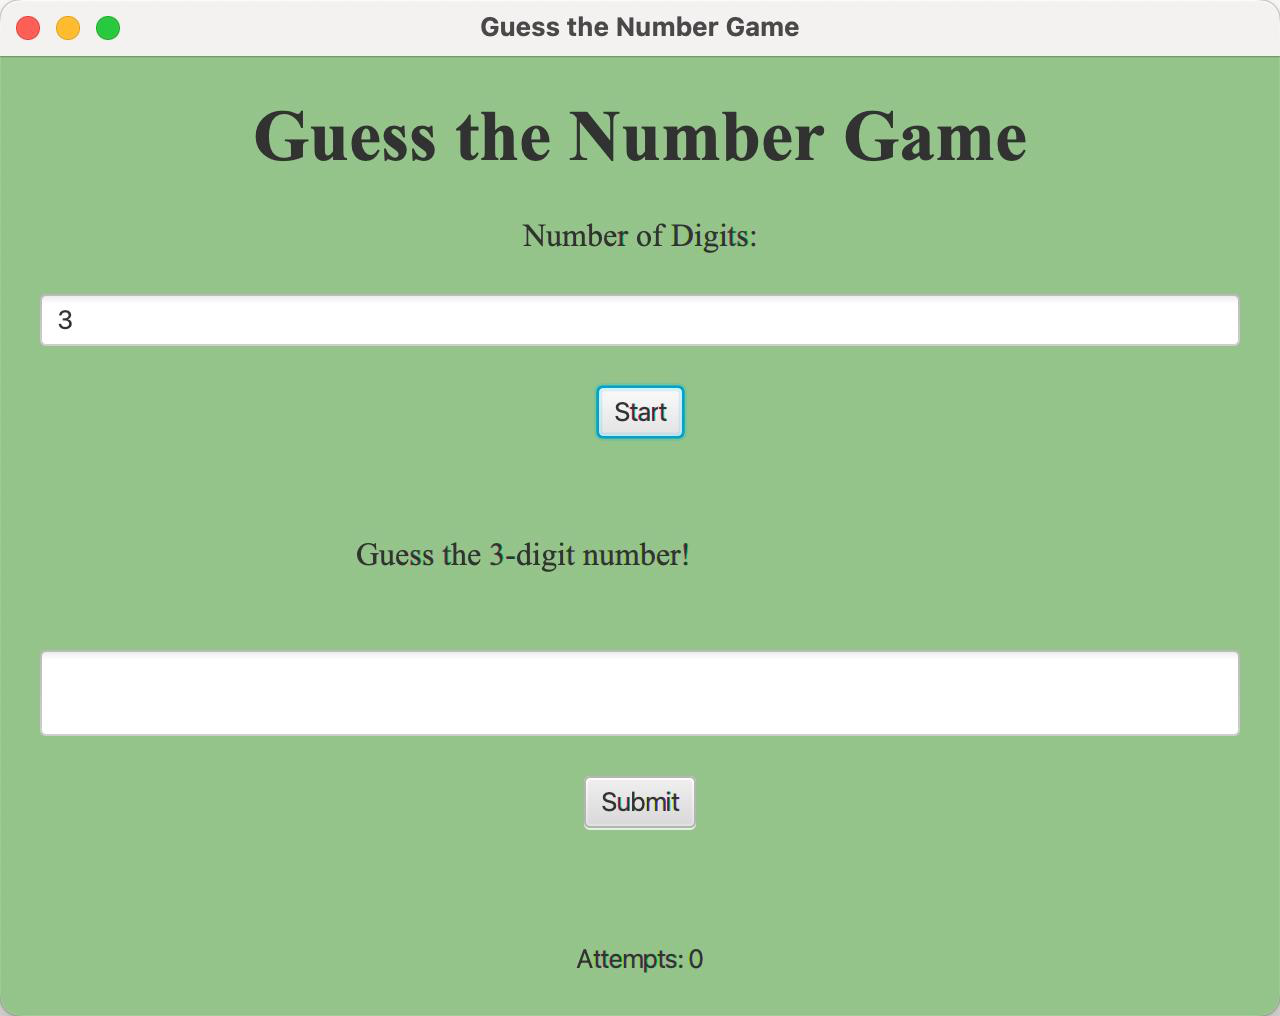 Guess the Number Game
Guess the Number Game
Number of Digits:
3
Start
Guess the 3-digit number!
Submit
Attempts: 0